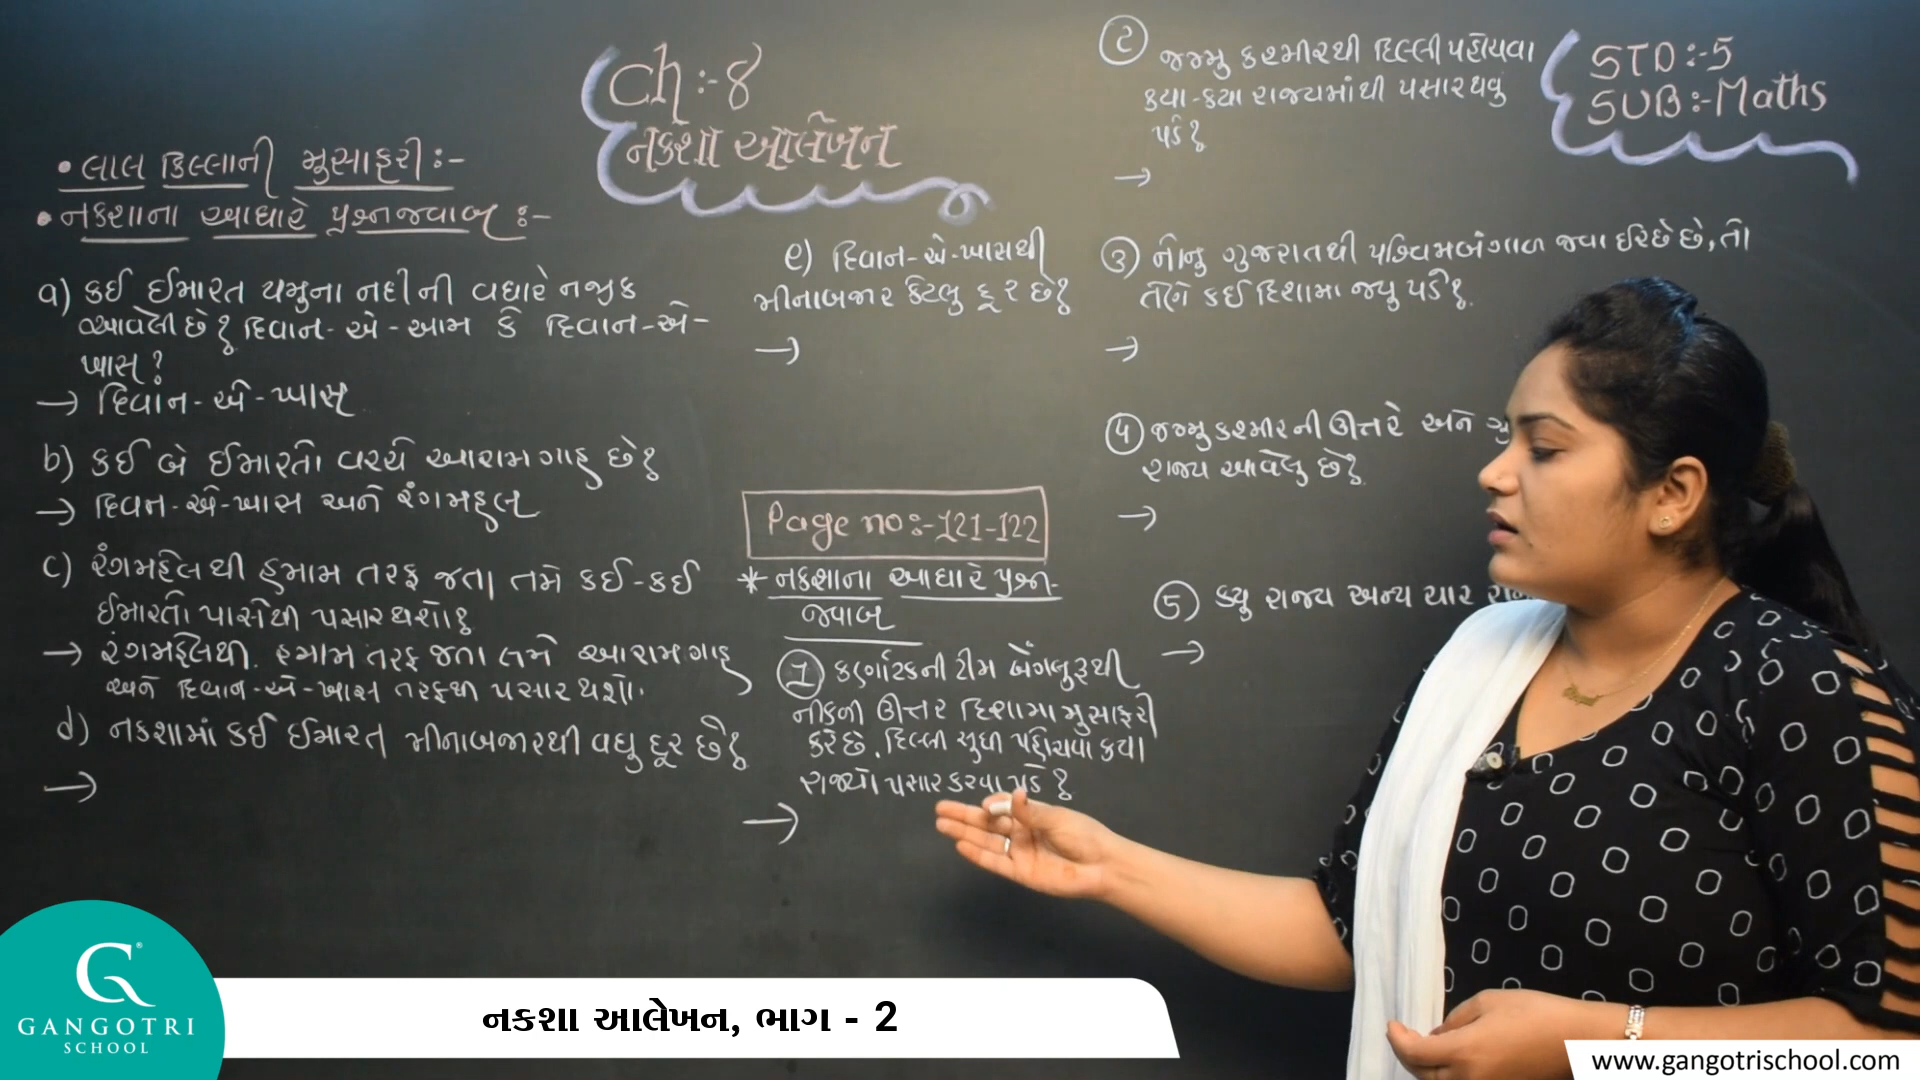 Ch :- 8
નકશા આલેખન
STD :- 5
SUB :- Maths
• લાલ કિલ્લાની મુસાફરી :-
• નકશાના આધારે પ્રશ્નજવાબ :-
a) કઈ ઈમારત યમુના નદીની વધારે નજીક
આવેલી છે? દિવાન-એ-આમ કે દિવાન-એ-
ખાસ?
→ દિવાન-એ-ખાસ
b) કઈ બે ઈમારતો વચ્ચે આરામગાહ છે?
→ દિવાન-એ-ખાસ અને રંગમહલ
c) રંગમહેલથી હમામ તરફ જતા તમે કઈ-કઈ
ઈમારતો પાસેથી પસાર થશો?
→ રંગમહેલથી હમામ તરફ જતા તમે આરામગાહ
અને દિવાન-એ-ખાસ તરફથી પસાર થશો.
d) નકશામાં કઈ ઈમારત મીનાબજારથી વધુ દૂર છે?
→
e) દિવાન-એ-ખાસથી
મીનાબજાર કેટલુ દૂર છે?
→
Page no :- 121-122
* નકશાના આધારે પ્રશ્ન-
જવાબ
① કર્ણાટકની ટીમ બેંગલુરુથી
નીકળી ઊત્તર દિશામા મુસાફરી
કરે છે. દિલ્લી સુધી પહોચવા કયા
રાજ્યો પસાર કરવા પડે?
→
② જમ્મુ કશ્મીરથી દિલ્લી પહોચવા
કયા-કયા રાજ્યમાંથી પસાર થવુ
પડે?
→
③ નીનુ ગુજરાતથી પશ્વિમબંગાળ જવા ઈચ્છે છે, તો
તેણે કઈ દિશામા જવુ પડે?
→
④ જમ્મુ કશ્મીરની ઊત્તરે અને
રાજ્ય આવેલુ છે?
→
⑤ કયુ રાજ્ય અન્ય ચાર
→
G®
GANGOTRI
SCHOOL
નકશા આલેખન, ભાગ - 2
www.gangotrischool.com